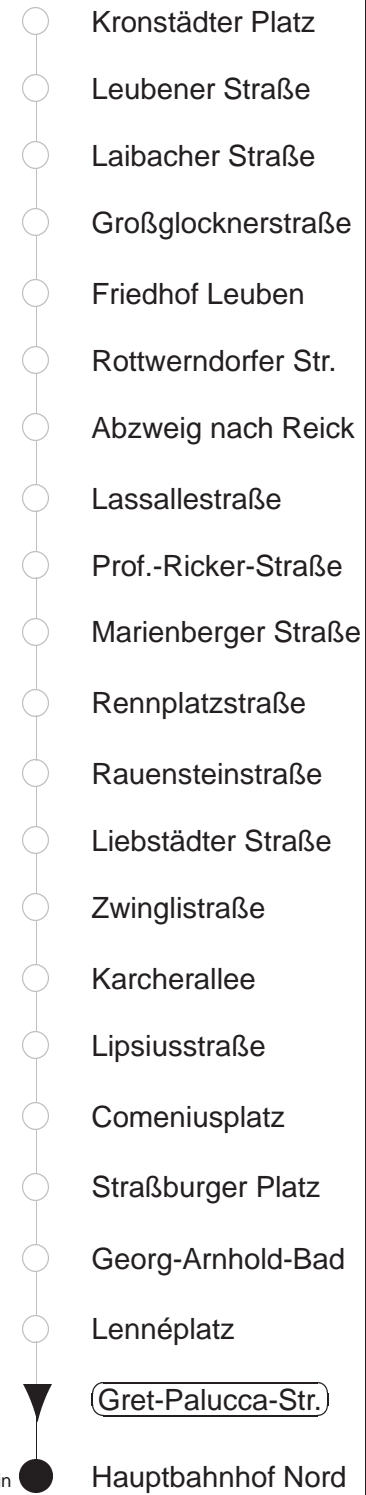 Kronstädter Platz
Leubener Straße
Laibacher Straße
Großglocknerstraße
Friedhof Leuben
Rottwerndorfer Str.
Abzweig nach Reick
Lassallestraße
Prof.-Ricker-Straße
Marienberger Straße
Rennplatzstraße
Rauensteinstraße
Liebstädter Straße
Zwinglistraße
Karcherallee
Lipsiusstraße
Comeniusplatz
Straßburger Platz
Georg-Arnhold-Bad
Lennéplatz
Gret-Palucca-Str.
in Hauptbahnhof Nord